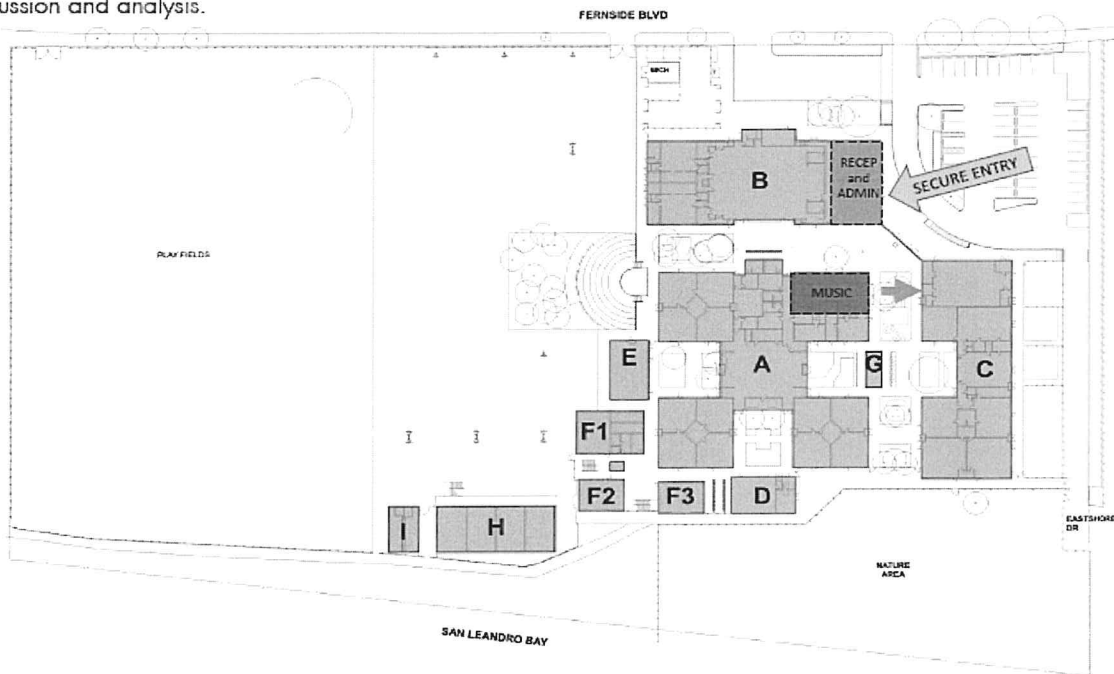 ussion and analysis.
FERNSIDE BLVD
MECH
B
RECEP
and
ADMIN
SECURE ENTRY
PLAY FIELDS
MUSIC
E
A
G
C
F1
F2
F3
D
I
H
EASTSHORE
DR
NATURE
AREA
SAN LEANDRO BAY